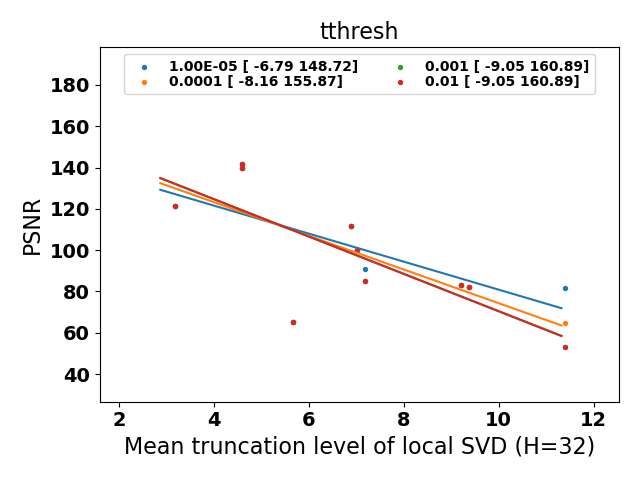 tthresh
1.00E-05 [ -6.79 148.72]
0.0001 [ -8.16 155.87]
0.001 [ -9.05 160.89]
0.01 [ -9.05 160.89]
PSNR
180
160
140
120
100
80
60
40
2 4 6 8 10 12
Mean truncation level of local SVD (H=32)